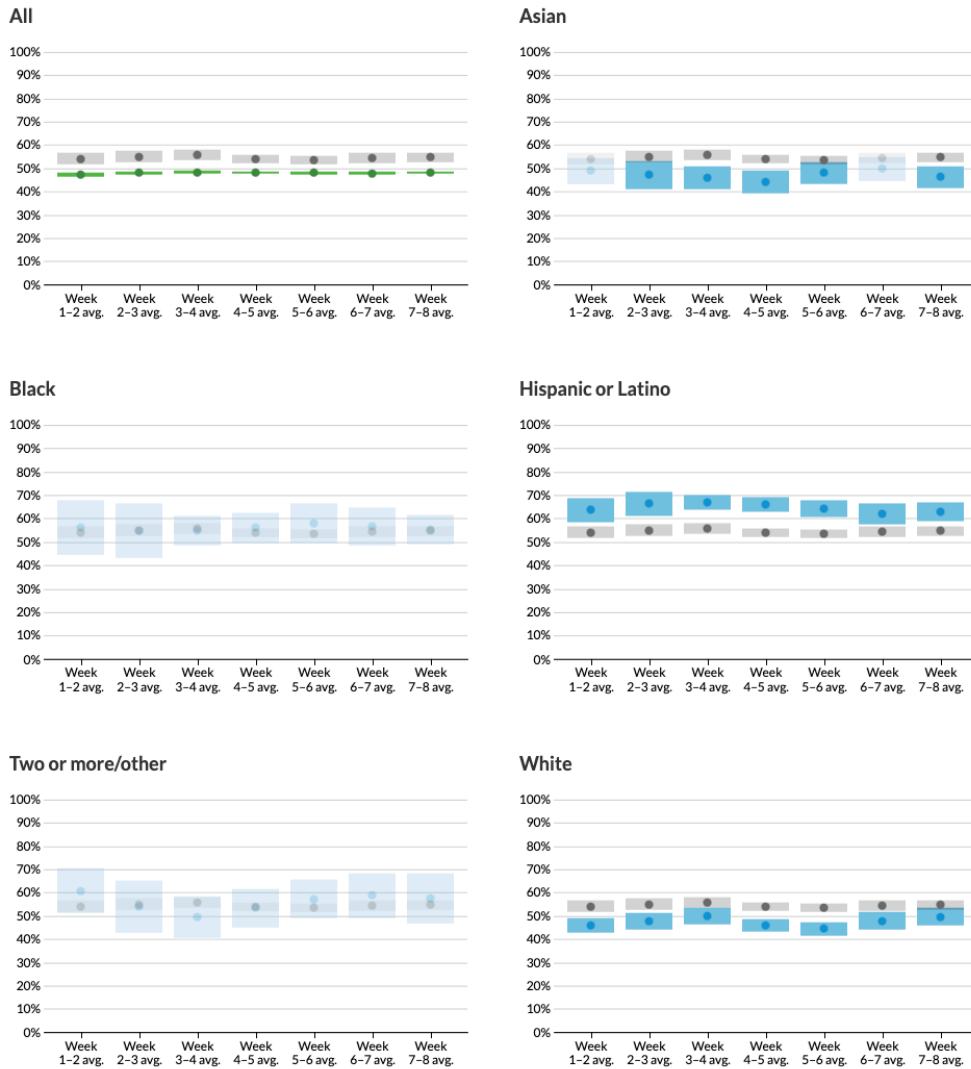 All
100%
90%
80%
70%
60%
50%
40%
30%
20%
10%
0%
Week
1–2 avg.
Week
2–3 avg.
Week
3–4 avg.
Week
4–5 avg.
Week
5–6 avg.
Week
6–7 avg.
Week
7–8 avg.
Asian
100%
90%
80%
70%
60%
50%
40%
30%
20%
10%
0%
Week
1–2 avg.
Week
2–3 avg.
Week
3–4 avg.
Week
4–5 avg.
Week
5–6 avg.
Week
6–7 avg.
Week
7–8 avg.
Black
100%
90%
80%
70%
60%
50%
40%
30%
20%
10%
0%
Week
1–2 avg.
Week
2–3 avg.
Week
3–4 avg.
Week
4–5 avg.
Week
5–6 avg.
Week
6–7 avg.
Week
7–8 avg.
Hispanic or Latino
100%
90%
80%
70%
60%
50%
40%
30%
20%
10%
0%
Week
1–2 avg.
Week
2–3 avg.
Week
3–4 avg.
Week
4–5 avg.
Week
5–6 avg.
Week
6–7 avg.
Week
7–8 avg.
Two or more/other
100%
90%
80%
70%
60%
50%
40%
30%
20%
10%
0%
Week
1–2 avg.
Week
2–3 avg.
Week
3–4 avg.
Week
4–5 avg.
Week
5–6 avg.
Week
6–7 avg.
Week
7–8 avg.
White
100%
90%
80%
70%
60%
50%
40%
30%
20%
10%
0%
Week
1–2 avg.
Week
2–3 avg.
Week
3–4 avg.
Week
4–5 avg.
Week
5–6 avg.
Week
6–7 avg.
Week
7–8 avg.